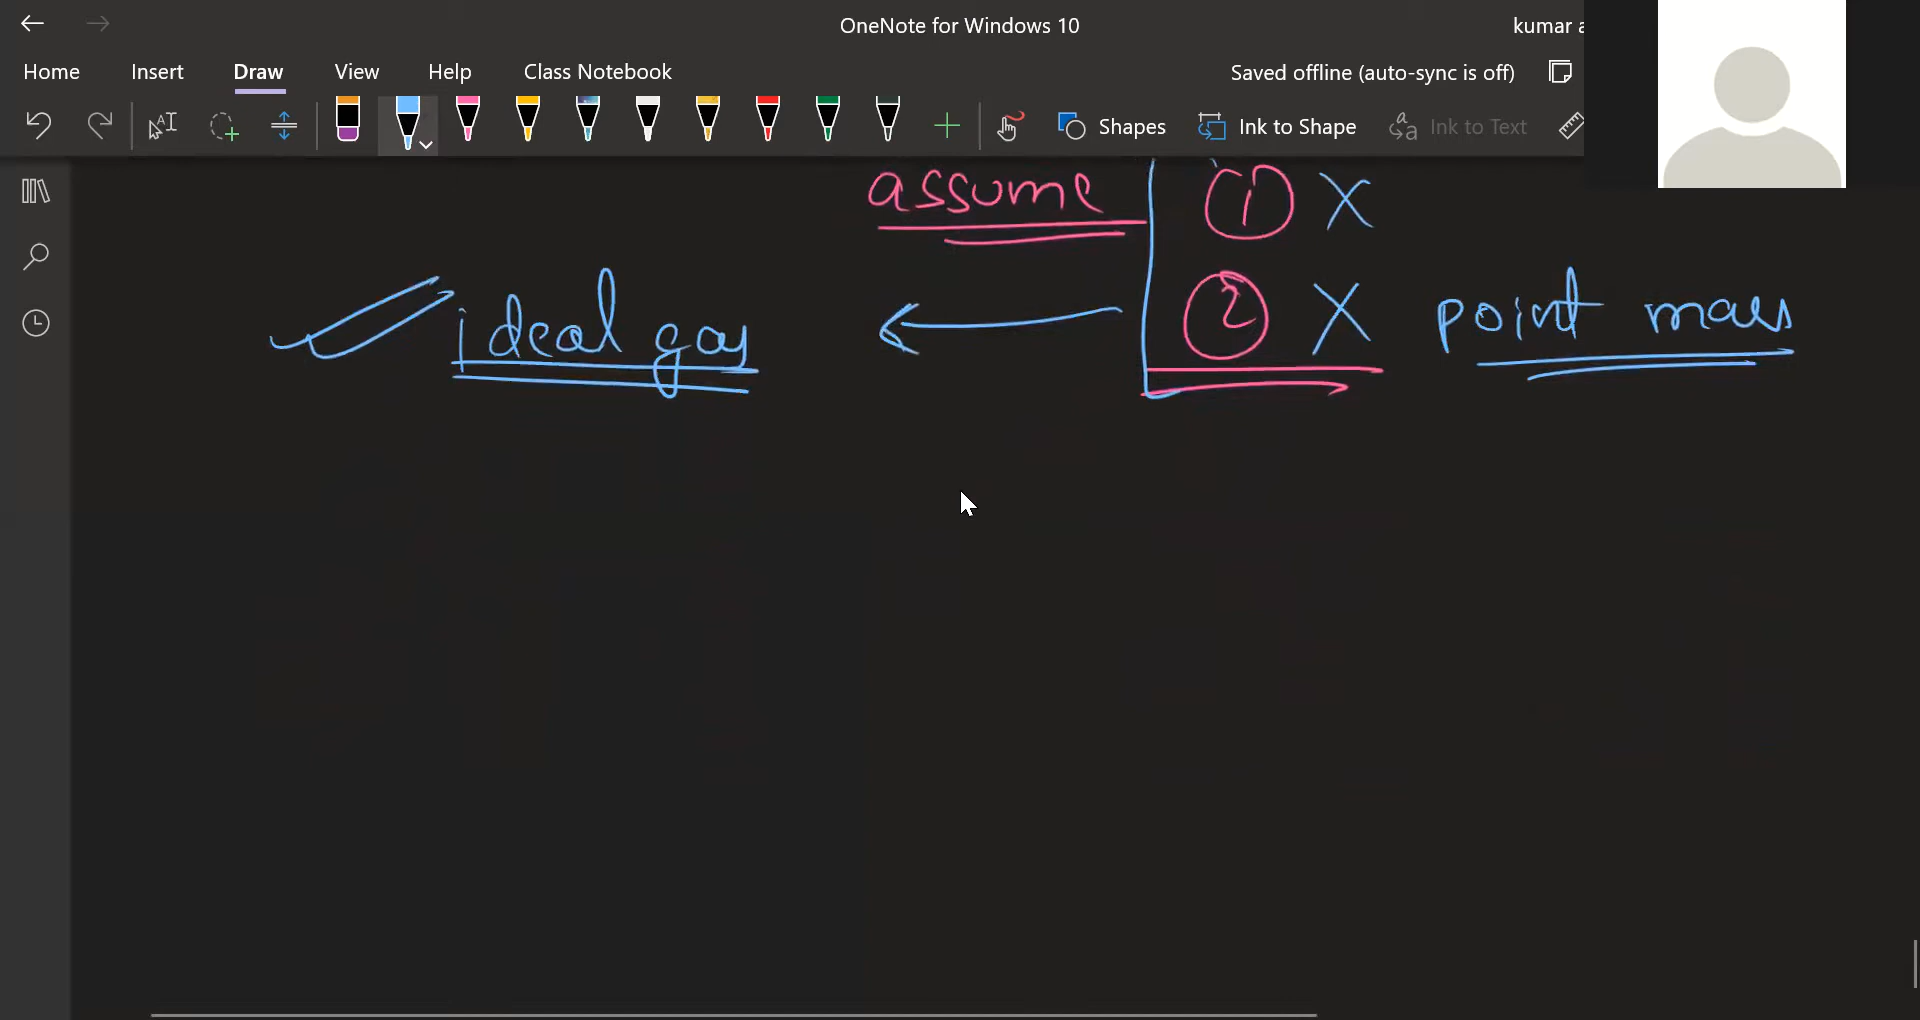 OneNote for Windows 10
kumar a
Home Insert Draw View Help Class Notebook
Saved offline (auto-sync is off)
Shapes Ink to Shape Ink to Text
assume ① X
ideal gas ← ② X point mass